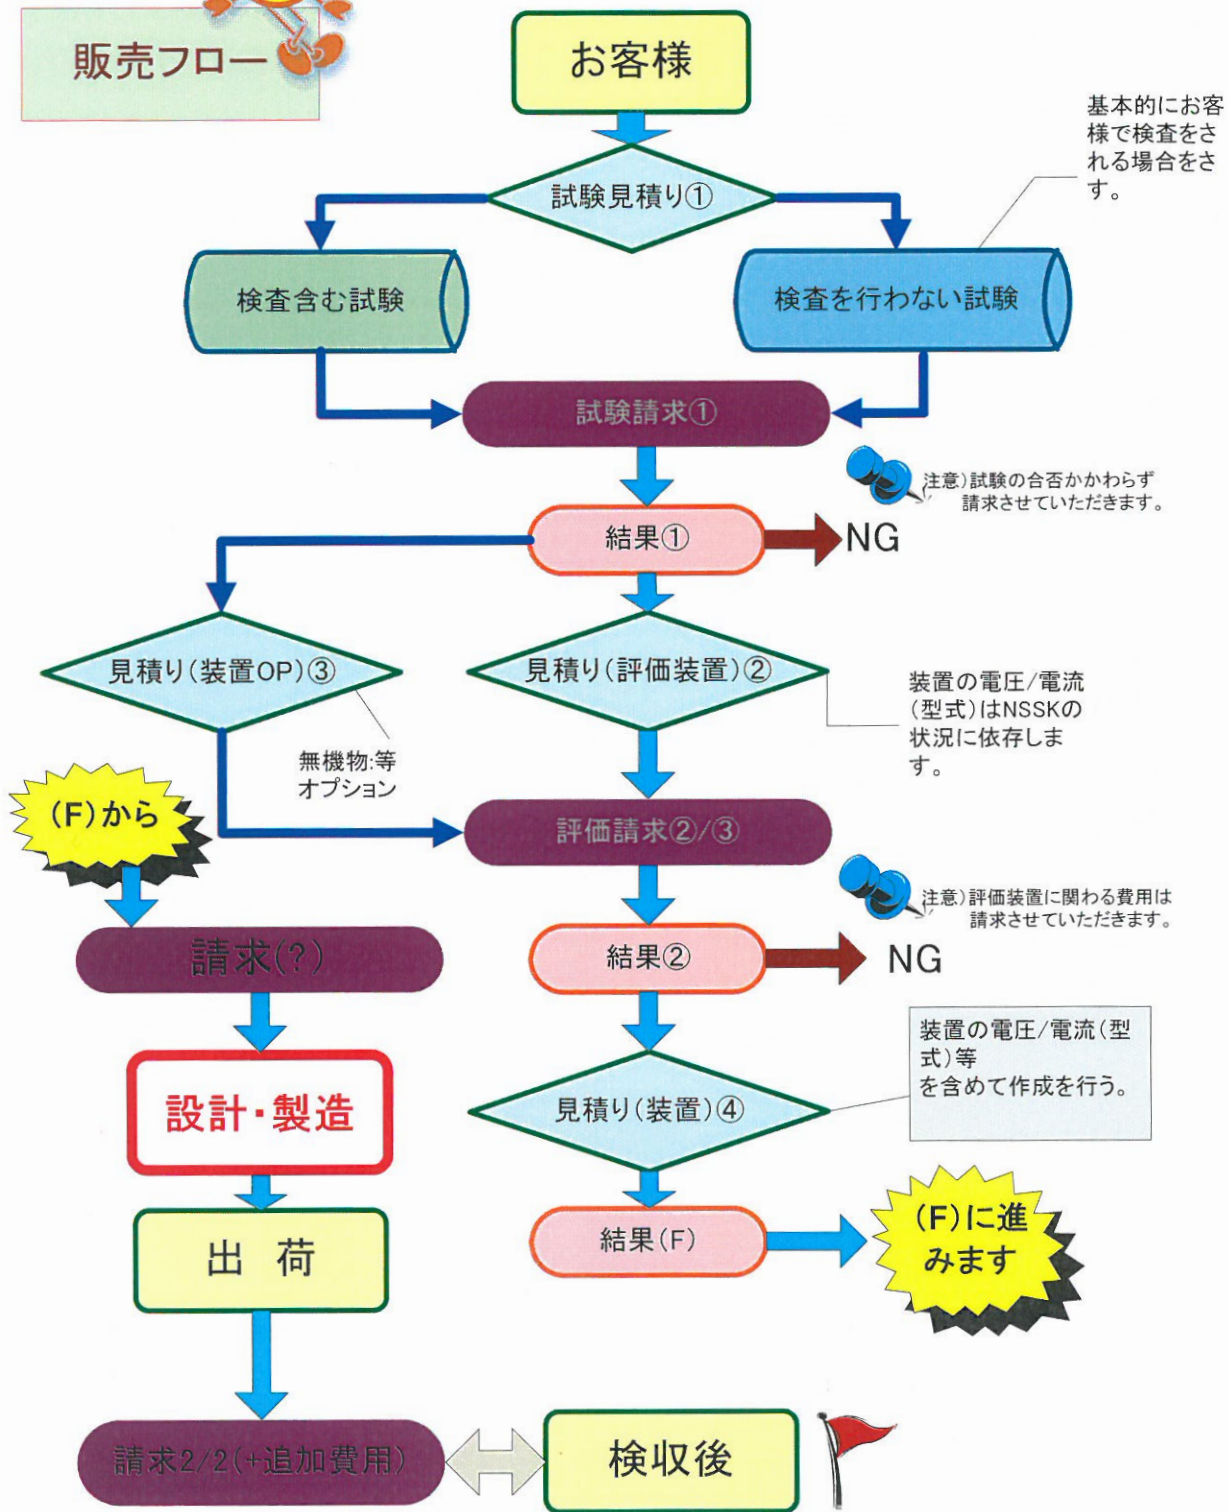 販売フロー
お客様
基本的にお客
様で検査をさ
れる場合をさ
す。
試験見積り①
検査含む試験
検査を行わない試験
試験請求①
注意)試験の合否かかわらず
請求させていただきます。
結果①
NG
見積り(装置OP)③
見積り(評価装置)②
装置の電圧/電流
(型式)はNSSKの
状況に依存しま
す。
無機物:等
オプション
(F)から
評価請求②/③
注意)評価装置に関わる費用は
請求させていただきます。
請求(?)
結果②
NG
装置の電圧/電流(型
式)等
を含めて作成を行う。
設計・製造
見積り(装置)④
出 荷
結果(F)
(F)に進
みます
請求2/2(+追加費用)
検収後